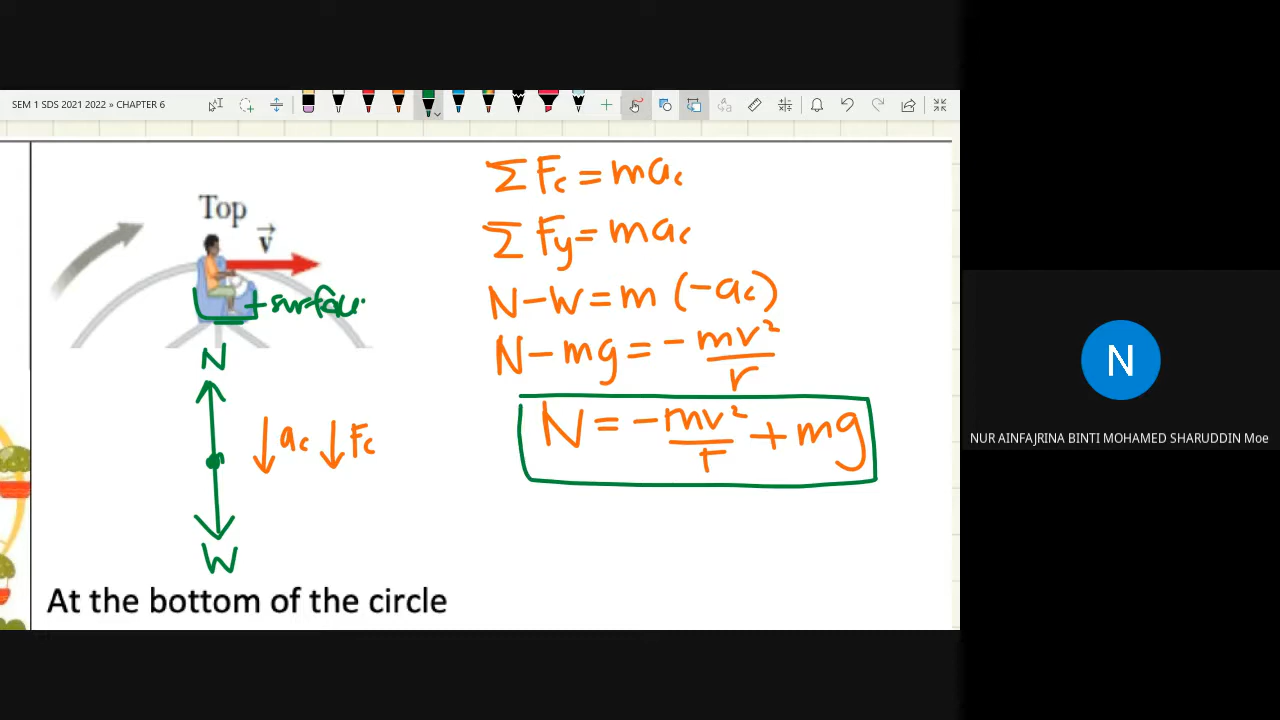 SEM 1 SDS 2021 2022 » CHAPTER 6
Top
v
surface
N
ac Fc
W
ΣFc = mac
ΣFy = mac
N-W = m (-ac)
N-mg = -mv²/r
N = -mv²/r + mg
At the bottom of the circle
N
NUR AINFAJRINA BINTI MOHAMED SHARUDDIN Moe